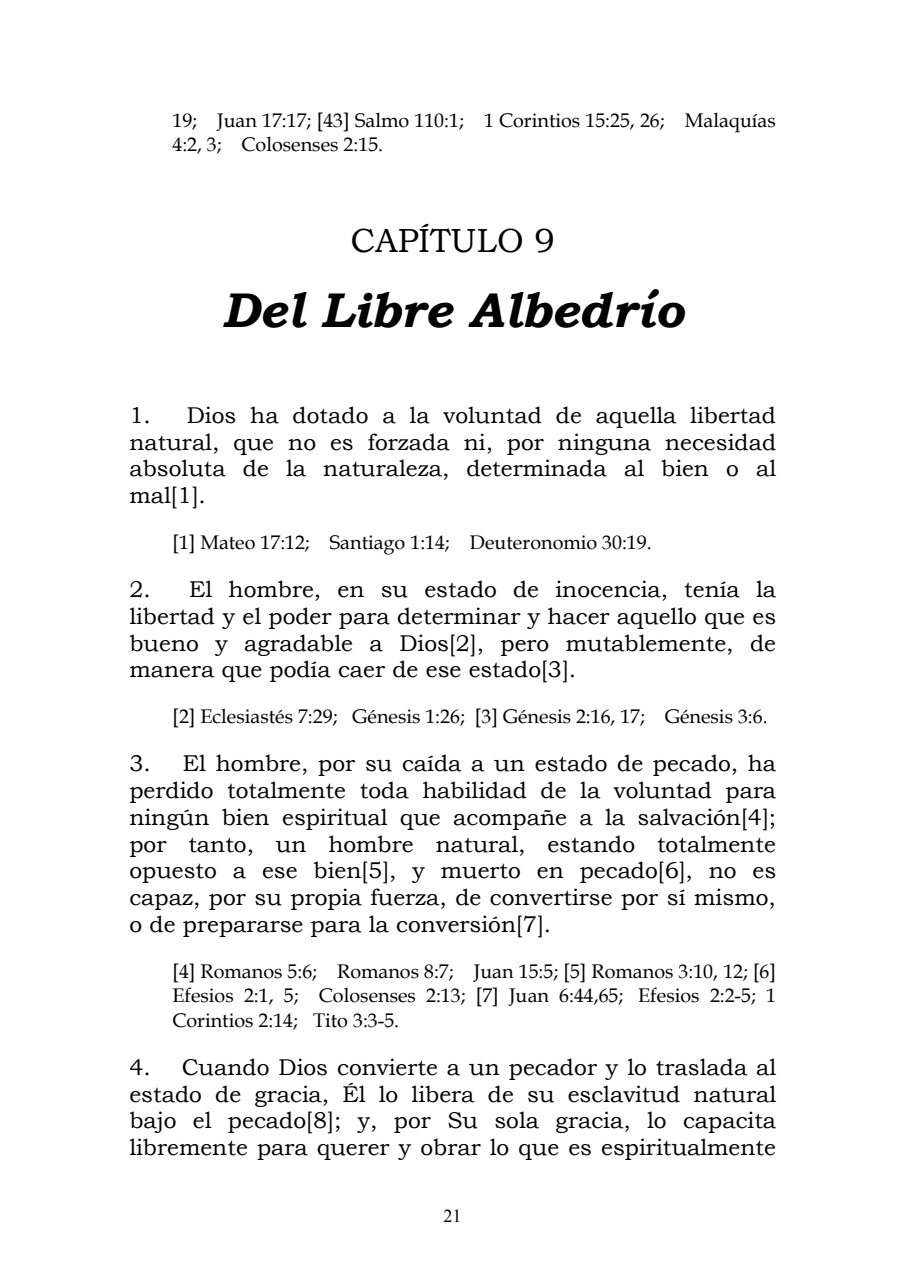 19; Juan 17:17; [43] Salmo 110:1; 1 Corintios 15:25, 26; Malaquías
4:2, 3; Colosenses 2:15.
CAPÍTULO 9
Del Libre Albedrío
1. Dios ha dotado a la voluntad de aquella libertad
natural, que no es forzada ni, por ninguna necesidad
absoluta de la naturaleza, determinada al bien o al
mal[1].
[1] Mateo 17:12; Santiago 1:14; Deuteronomio 30:19.
2. El hombre, en su estado de inocencia, tenía la
libertad y el poder para determinar y hacer aquello que es
bueno y agradable a Dios[2], pero mutablemente, de
manera que podía caer de ese estado[3].
[2] Eclesiastés 7:29; Génesis 1:26; [3] Génesis 2:16, 17; Génesis 3:6.
3. El hombre, por su caída a un estado de pecado, ha
perdido totalmente toda habilidad de la voluntad para
ningún bien espiritual que acompañe a la salvación[4];
por tanto, un hombre natural, estando totalmente
opuesto a ese bien[5], y muerto en pecado[6], no es
capaz, por su propia fuerza, de convertirse por sí mismo,
o de prepararse para la conversión[7].
[4] Romanos 5:6; Romanos 8:7; Juan 15:5; [5] Romanos 3:10, 12; [6]
Efesios 2:1, 5; Colosenses 2:13; [7] Juan 6:44,65; Efesios 2:2-5; 1
Corintios 2:14; Tito 3:3-5.
4. Cuando Dios convierte a un pecador y lo traslada al
estado de gracia, Él lo libera de su esclavitud natural
bajo el pecado[8]; y, por Su sola gracia, lo capacita
libremente para querer y obrar lo que es espiritualmente
21